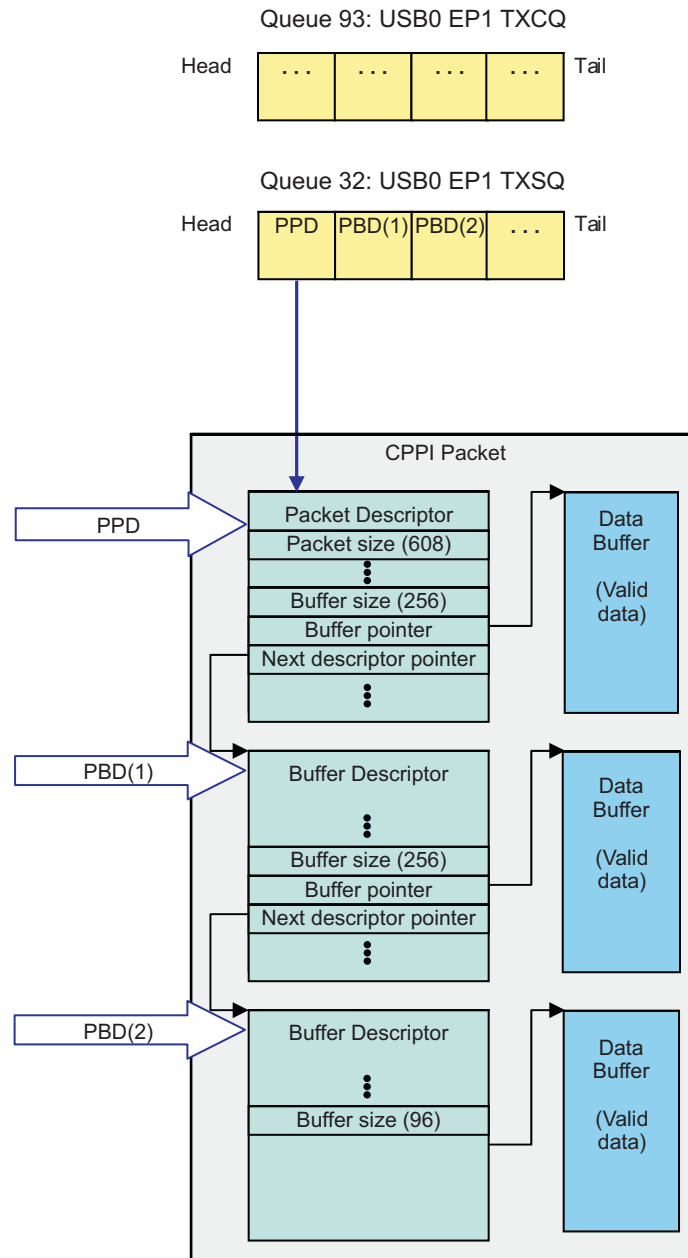 Queue 93: USB0 EP1 TXCQ
Head . . . . . . . . . . . . Tail
Queue 32: USB0 EP1 TXSQ
Head PPD PBD(1) PBD(2) . . . Tail
CPPI Packet
PPD
Packet Descriptor
Packet size (608)
Buffer size (256)
Buffer pointer
Next descriptor pointer
Data
Buffer
(Valid
data)
PBD(1)
Buffer Descriptor
Buffer size (256)
Buffer pointer
Next descriptor pointer
Data
Buffer
(Valid
data)
PBD(2)
Buffer Descriptor
Buffer size (96)
Data
Buffer
(Valid
data)